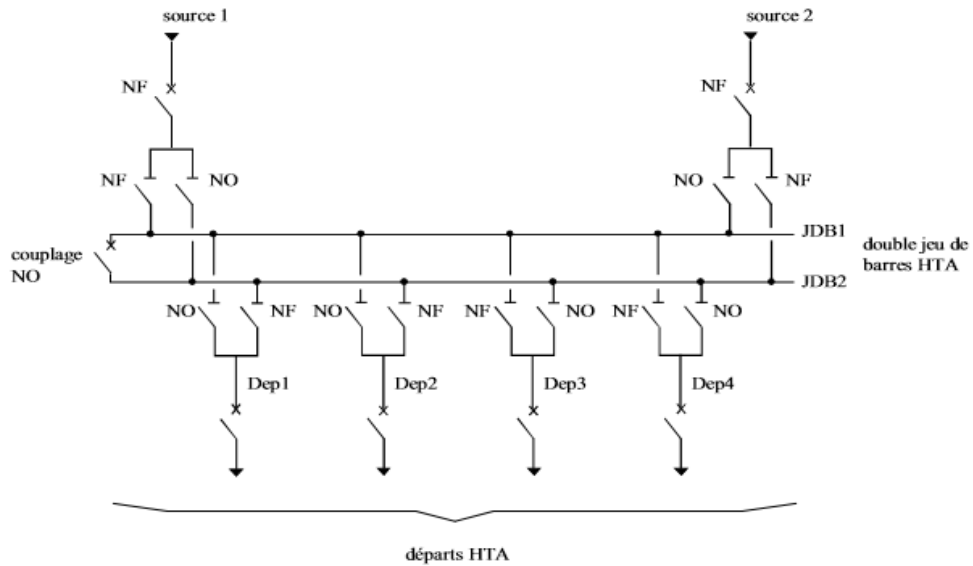 source 1
source 2
NF
NF
NF
NO
NO
NF
JDB1
couplage
NO
double jeu de
barres HTA
JDB2
NO
NF
NO
NF
NF
NO
NF
NO
Dep1
Dep2
Dep3
Dep4
départs HTA